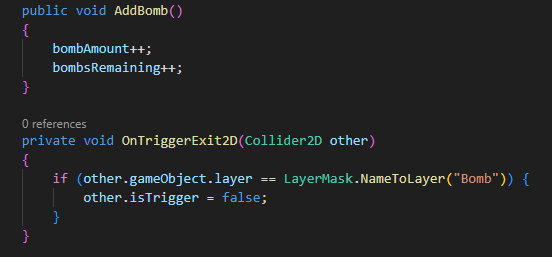 public void AddBomb()
{
    bombAmount++;
    bombsRemaining++;
}
0 references
private void OnTriggerExit2D(Collider2D other)
{
    if (other.gameObject.layer == LayerMask.NameToLayer("Bomb")) {
        other.isTrigger = false;
    }
}